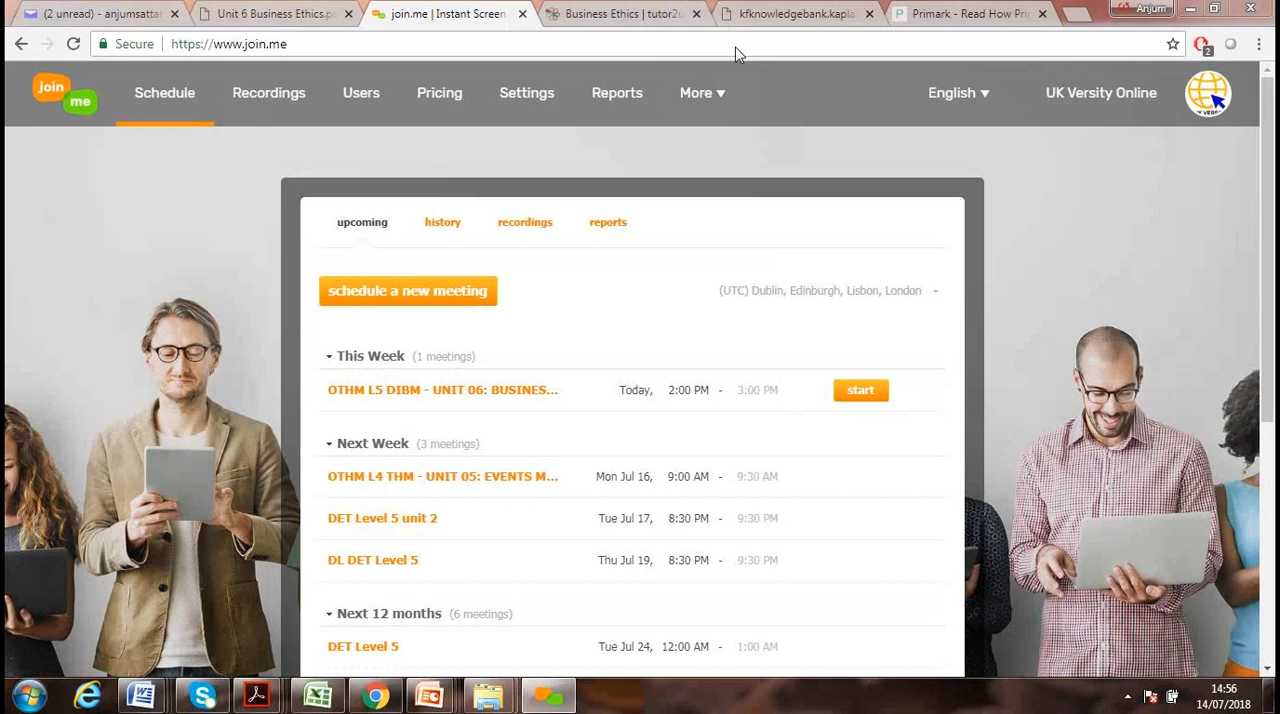 (2 unread) - anjumsattar
Unit 6 Business Ethics.p
join.me | Instant Screen
Business Ethics | tutor2u
kfknowledgebank.kapla
Primark - Read How Pri
Anjum
Secure
https://www.join.me
2
join
me
Schedule
Recordings
Users
Pricing
Settings
Reports
More
English
UK Versity Online
upcoming
history
recordings
reports
schedule a new meeting
(UTC) Dublin, Edinburgh, Lisbon, London
This Week (1 meetings)
OTHM L5 DIBM - UNIT 06: BUSINES... Today, 2:00 PM - 3:00 PM start
Next Week (3 meetings)
OTHM L4 THM - UNIT 05: EVENTS M... Mon Jul 16, 9:00 AM - 9:30 AM
DET Level 5 unit 2 Tue Jul 17, 8:30 PM - 9:30 PM
DL DET Level 5 Thu Jul 19, 8:30 PM - 9:30 PM
Next 12 months (6 meetings)
DET Level 5 Tue Jul 24, 12:00 AM - 1:00 AM
14:56
14/07/2018